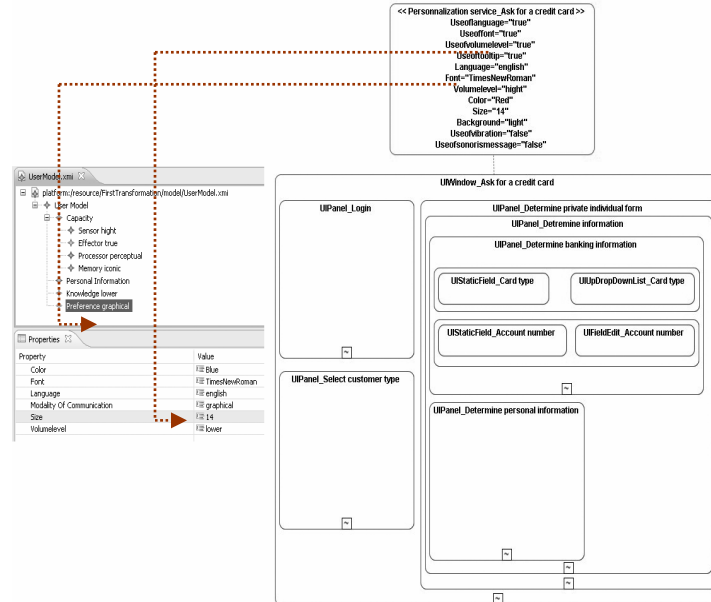 << Personnalization service_Ask for a credit card >>
Useoflanguage="true"
Useoffont="true"
Useofvolumelevel="true"
Useoftooltip="true"
Language="english"
Font="TimesNewRoman"
Volumelevel="hight"
Color="Red"
Size="14"
Background="light"
Useofvibration="false"
Useofsonorismessage="false"
UserModel.xmi
platform:/resource/FirstTransformation/model/UserModel.xmi
User Model
Capacity
Sensor hight
Effector true
Processor perceptual
Memory iconic
Personal Information
Knowledge lower
Preference graphical
Properties
Property Value
Color Blue
Font TimesNewRoman
Language english
Modality Of Communication graphical
Size 14
Volumelevel lower
UIWindow_Ask for a credit card
UIPanel_Login
~
UIPanel_Select customer type
~
UIPanel_Determine private individual form
UIPanel_Detremine information
UIPanel_Detremine banking information
UIStaticField_Card type
UIUpDropDownList_Card type
UIStaticField_Account number
UIFieldEdit_Account number
~
UIPanel_Determine personal information
~
~
~
~